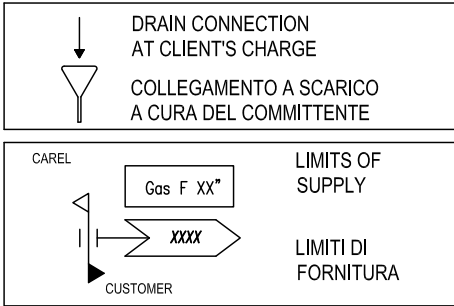 DRAIN CONNECTION
AT CLIENT'S CHARGE
COLLEGAMENTO A SCARICO
A CURA DEL COMMITTENTE
CAREL
LIMITS OF
SUPPLY
Gas F XX"
XXXX
LIMITI DI
FORNITURA
CUSTOMER